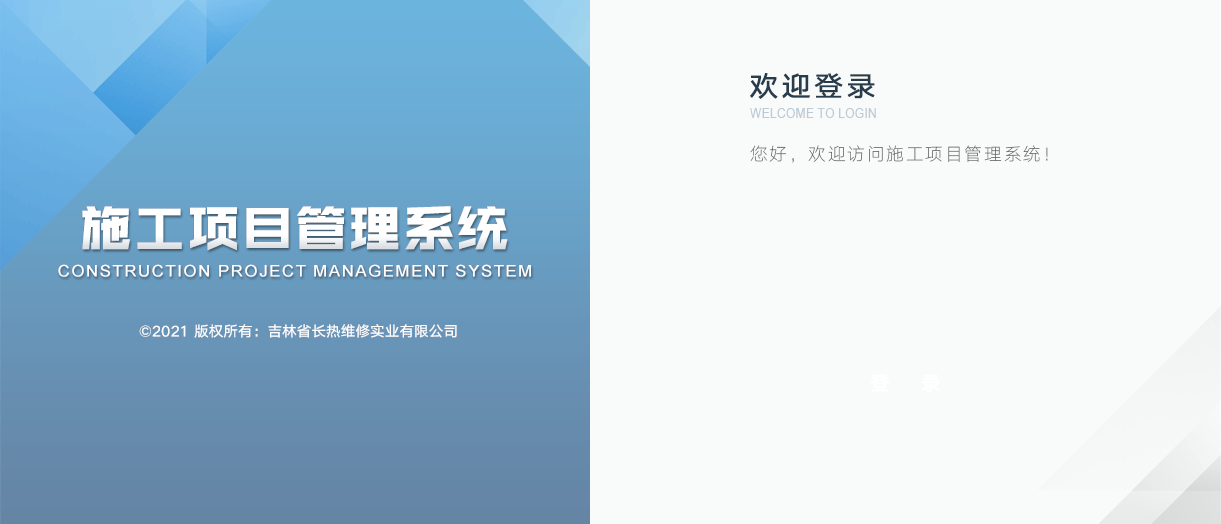 施工项目管理系统
CONSTRUCTION PROJECT MANAGEMENT SYSTEM
©2021 版权所有：吉林省长热维修实业有限公司
欢迎登录
WELCOME TO LOGIN
您好，欢迎访问施工项目管理系统！
登 录